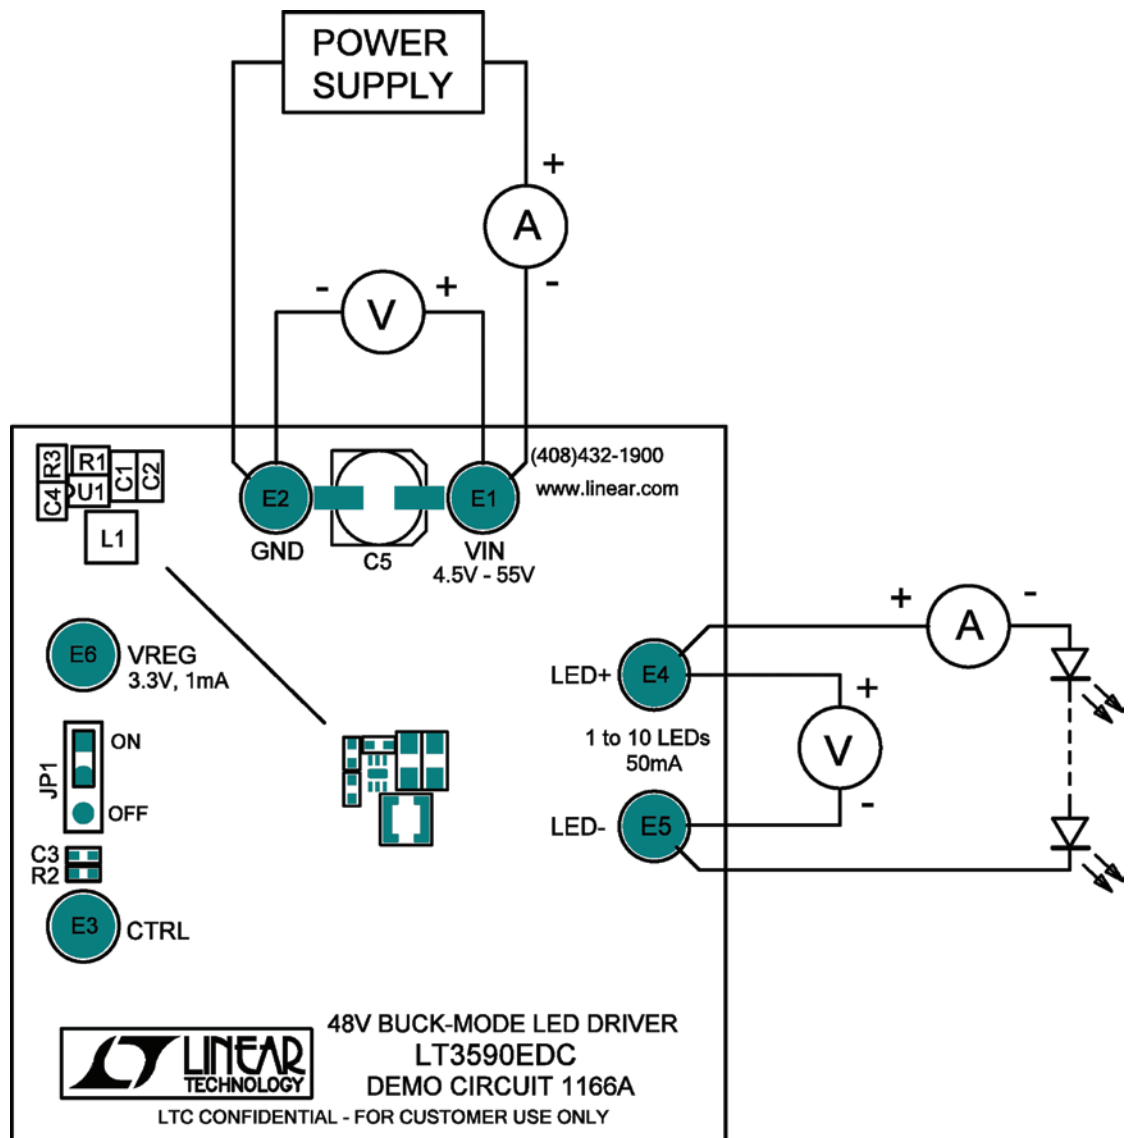 POWER
SUPPLY
+
A
-
- V +
(408)432-1900
www.linear.com
R3 R1 C1 C2
C4 U1
L1
E2 E1
GND C5 VIN
4.5V - 55V
E6 VREG
3.3V, 1mA
+ A -
LED+ E4
+
V
-
1 to 10 LEDs
50mA
LED- E5
JP1
ON
OFF
C3
R2
E3 CTRL
48V BUCK-MODE LED DRIVER
LT3590EDC
DEMO CIRCUIT 1166A
LINEAR
TECHNOLOGY
LTC CONFIDENTIAL - FOR CUSTOMER USE ONLY